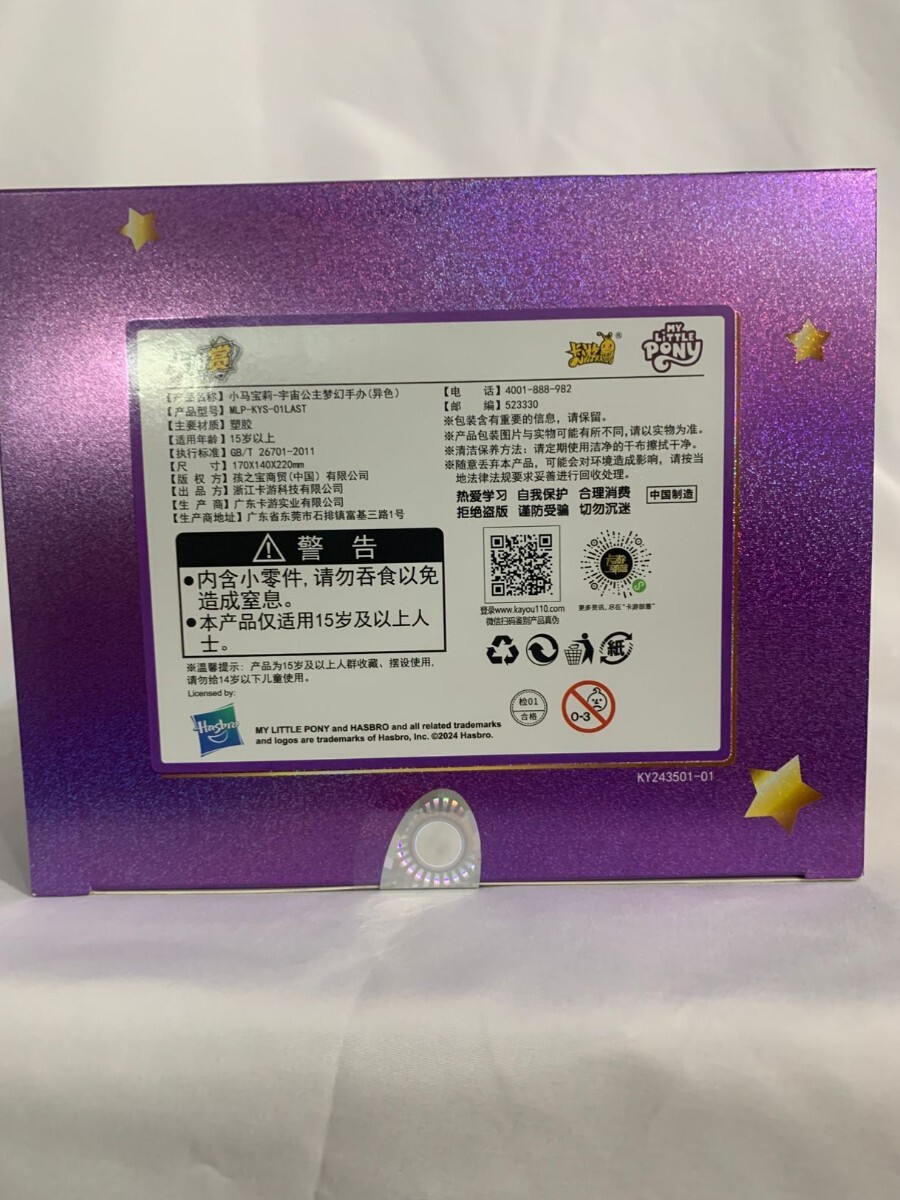 赏
卡游
®
MY
LiTTLE
PONY
【产品名称】小马宝莉-宇宙公主梦幻手办(异色)
【产品型号】MLP-KYS-01LAST
【主要材质】塑胶
【适用年龄】15岁以上
【执行标准】GB/T 26701-2011
【尺 寸】170X140X220mm
【版 权 方】孩之宝商贸(中国)有限公司
【出 品 方】浙江卡游科技有限公司
【生 产 商】广东卡游实业有限公司
【生产商地址】广东省东莞市石排镇富基三路1号
【电 话】4001-888-982
【邮 编】523330
※包装含有重要的信息，请保留。
※产品包装图片与实物可能有所不同,请以实物为准。
※清洁保养方法：请定期使用洁净的干布擦拭干净。
※随意丢弃本产品，可能会对环境造成影响，请按当
地法律法规要求妥善进行回收处理。
热爱学习 自我保护 合理消费
拒绝盗版 谨防受骗 切勿沉迷
中国制造
警 告
●内含小零件,请勿吞食以免
造成窒息。
●本产品仅适用15岁及以上人
士。
※温馨提示：产品为15岁及以上人群收藏、摆设使用,
请勿给14岁以下儿童使用。
登录www.kayou110.com
微信扫码鉴别产品真伪
更多资讯,尽在"卡游部落"
紙
Licensed by:
Hasbro
MY LITTLE PONY and HASBRO and all related trademarks
and logos are trademarks of Hasbro, Inc. ©2024 Hasbro.
检01
合格
0-3
KY243501-01